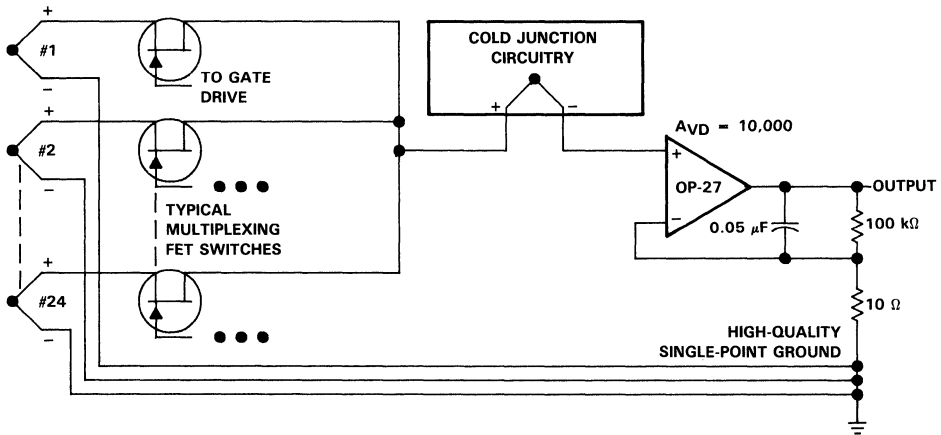 +
#1
−
TO GATE
DRIVE
+
#2
−
TYPICAL
MULTIPLEXING
FET SWITCHES
+
#24
−
COLD JUNCTION
CIRCUITRY
+ −
AVD = 10,000
+
OP-27
−
OUTPUT
0.05 μF
100 kΩ
10 Ω
HIGH-QUALITY
SINGLE-POINT GROUND